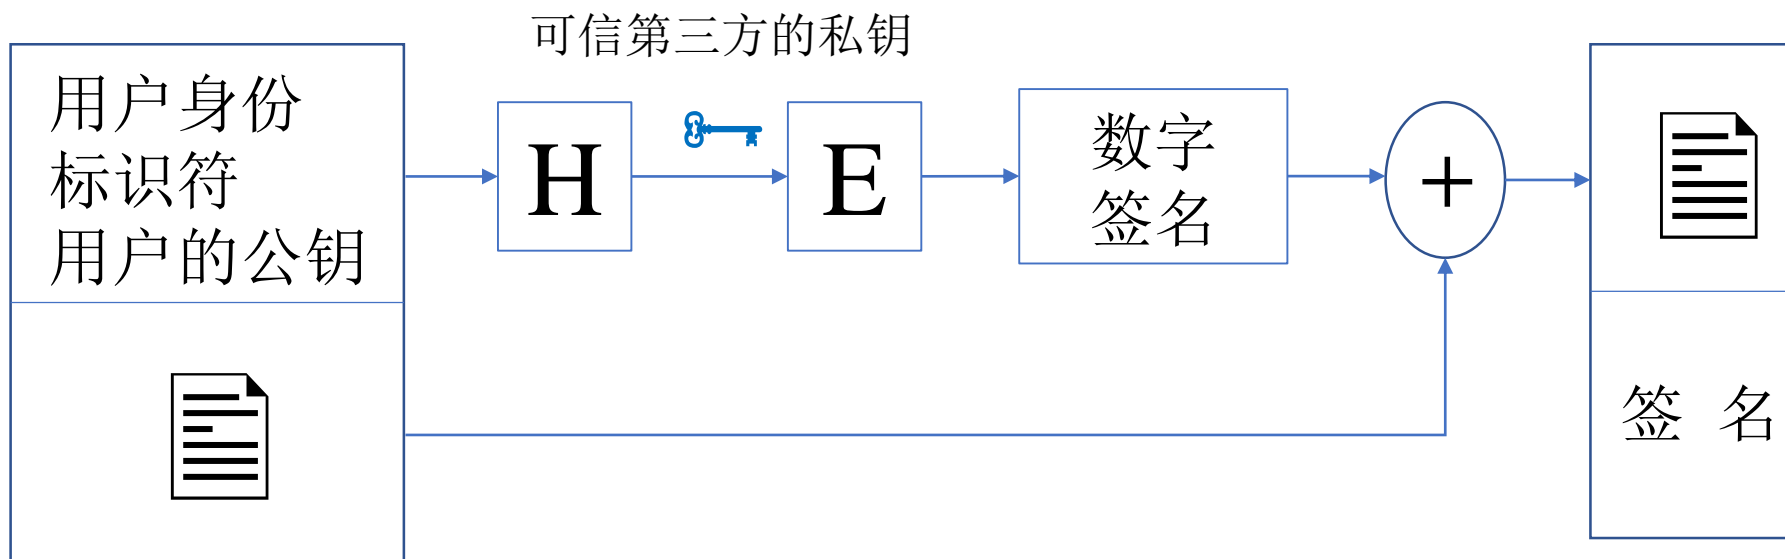 可信第三方的私钥
用户身份
标识符
用户的公钥
H
E
数字
签名
+
签 名